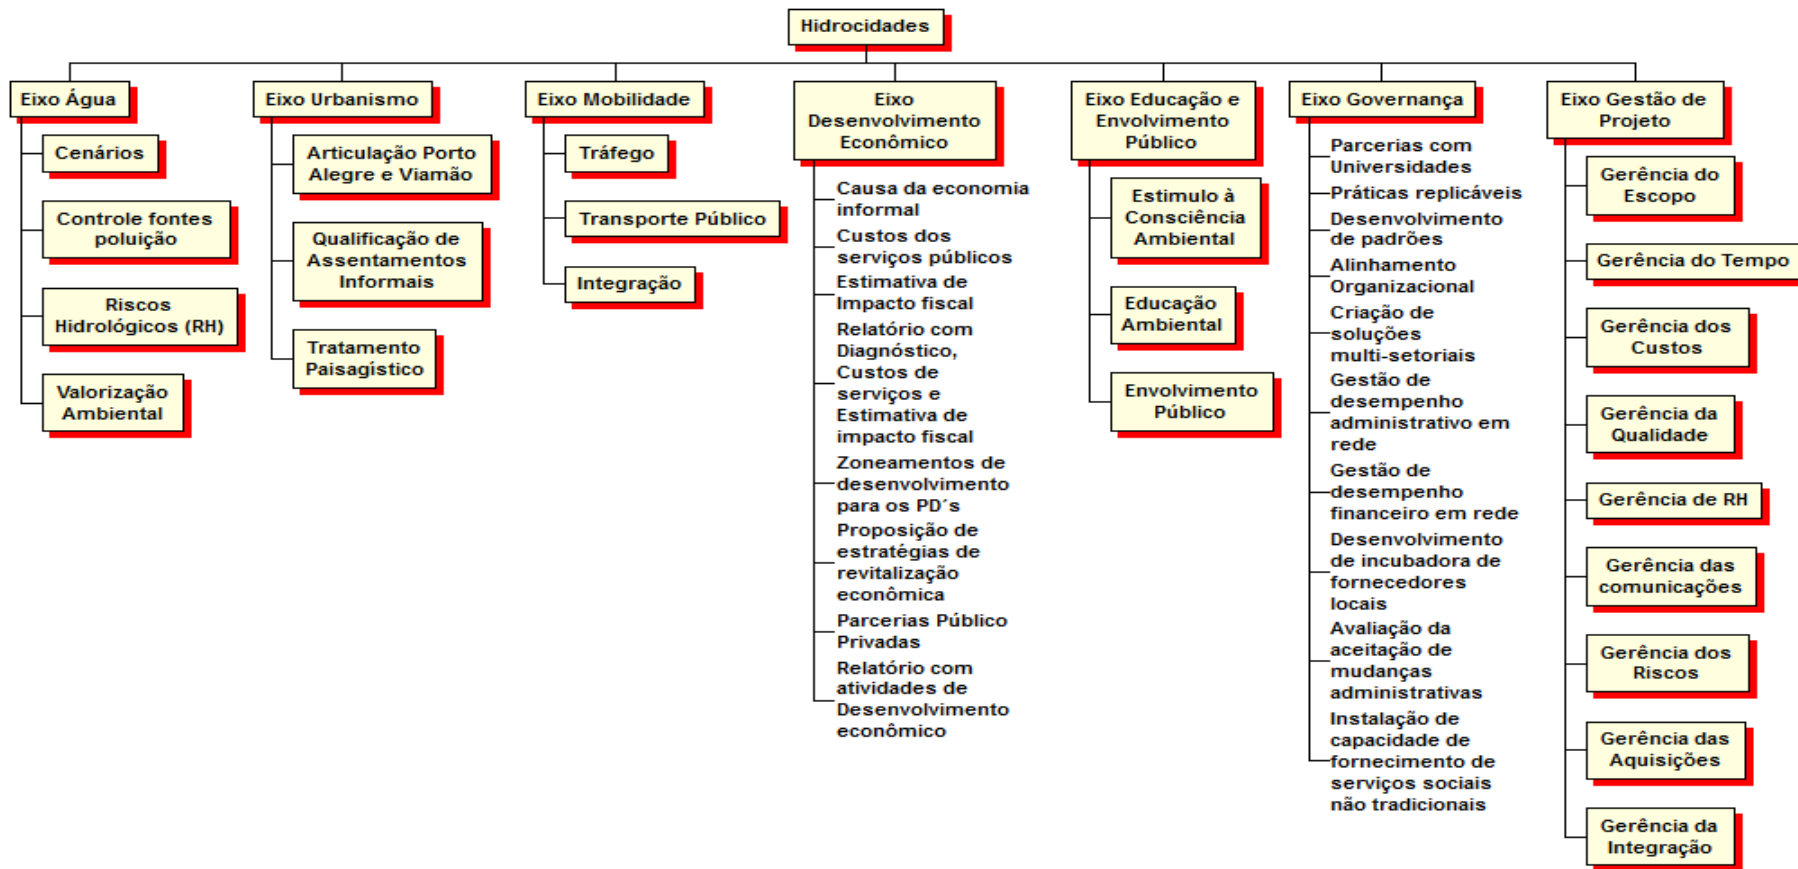 Hidrocidades
Eixo Água
Cenários
Controle fontes
poluição
Riscos
Hidrológicos (RH)
Valorização
Ambiental
Eixo Urbanismo
Articulação Porto
Alegre e Viamão
Qualificação de
Assentamentos
Informais
Tratamento
Paisagístico
Eixo Mobilidade
Tráfego
Transporte Público
Integração
Eixo
Desenvolvimento
Econômico
Causa da economia
informal
Custos dos
serviços públicos
Estimativa de
Impacto fiscal
Relatório com
Diagnóstico,
Custos de
serviços e
Estimativa de
impacto fiscal
Zoneamentos de
desenvolvimento
para os PD´s
Proposição de
estratégias de
revitalização
econômica
Parcerias Público
Privadas
Relatório com
atividades de
Desenvolvimento
econômico
Eixo Educação e
Envolvimento
Público
Estimulo à
Consciência
Ambiental
Educação
Ambiental
Envolvimento
Público
Eixo Governança
Parcerias com
Universidades
Práticas replicáveis
Desenvolvimento
de padrões
Alinhamento
Organizacional
Criação de
soluções
multi-setoriais
Gestão de
desempenho
administrativo em
rede
Gestão de
desempenho
financeiro em rede
Desenvolvimento
de incubadora de
fornecedores
locais
Avaliação da
aceitação de
mudanças
administrativas
Instalação de
capacidade de
fornecimento de
serviços sociais
não tradicionais
Eixo Gestão de
Projeto
Gerência do
Escopo
Gerência do Tempo
Gerência dos
Custos
Gerência da
Qualidade
Gerência de RH
Gerência das
comunicações
Gerência dos
Riscos
Gerência das
Aquisições
Gerência da
Integração